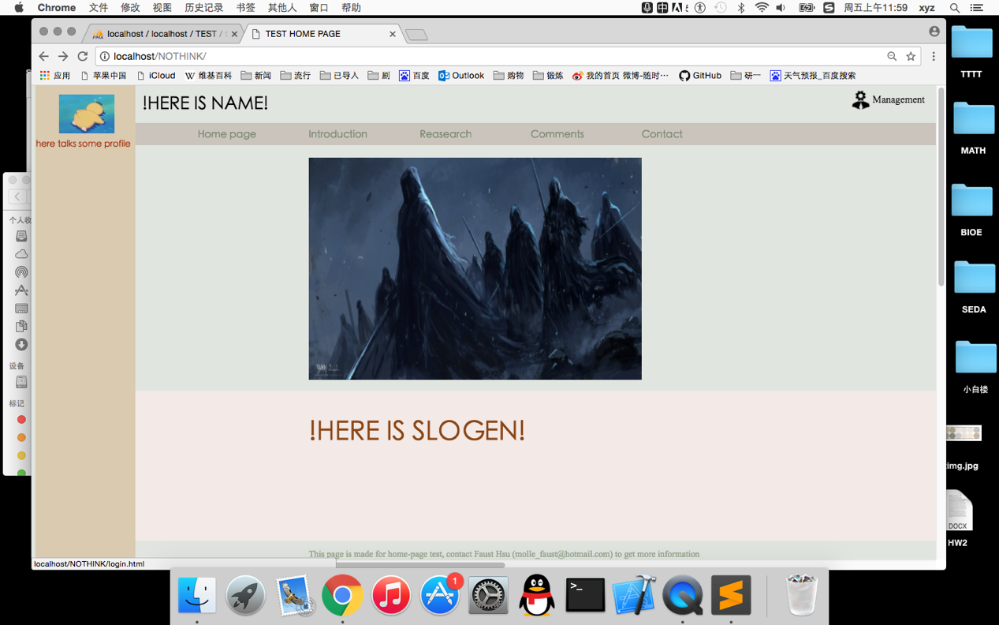 Chrome 文件 修改 视图 历史记录 书签 其他人 窗口 帮助 周五上午11:59 xyz
localhost / localhost / TEST /
TEST HOME PAGE
localhost/NOTHINK/
应用 苹果中国 iCloud 维基百科 新闻 流行 已导入 剧 百度 Outlook 购物 我的首页 微博-随时··· GitHub 研一 天气预报_百度搜索
!HERE IS NAME!
Management
Home page Introduction Reasearch Comments Contact
here talks some profile
!HERE IS SLOGEN!
This page is made for home-page test, contact Faust Hsu (molle_faust@hotmail.com) to get more information
localhost/NOTHINK/login.html
个人收
设备
标记
TTTT
MATH
BIOE
SEDA
小白楼
img.jpg
DOCX
HW2
1